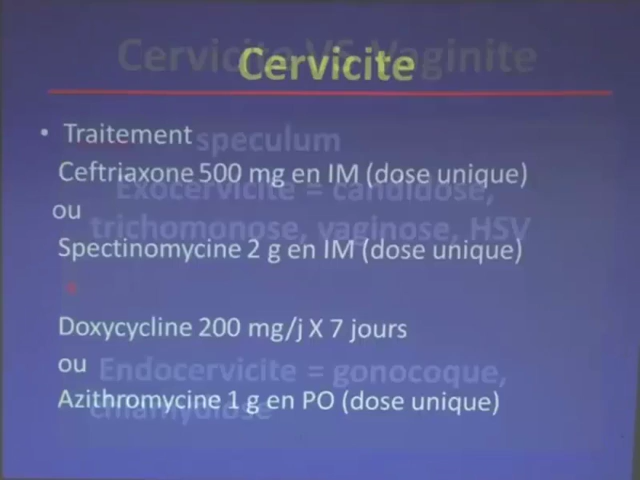 Cervicite VS Vaginite
Cervicite
• Traitement
speculum
Ceftriaxone 500 mg en IM (dose unique)
Exocervicite = candidose,
ou
trichomonose, vaginose, HSV
Spectinomycine 2 g en IM (dose unique)
+
Doxycycline 200 mg/j X 7 jours
ou
Endocervicite = gonocoque,
Azithromycine 1 g en PO (dose unique)
chlamydiose